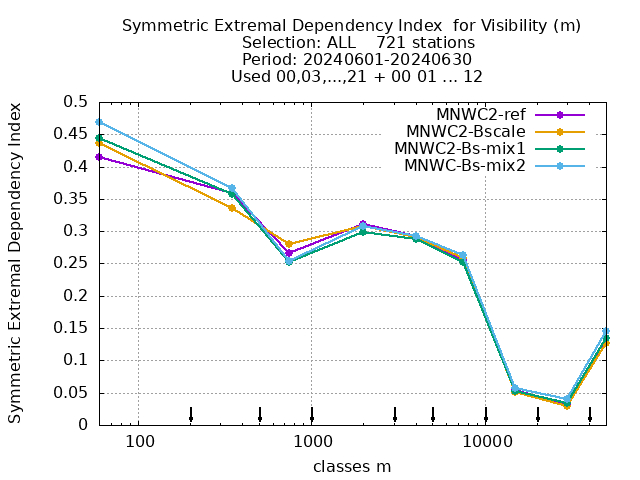 Symmetric Extremal Dependency Index  for Visibility (m)
Selection: ALL    721 stations
Period: 20240601-20240630
Used 00,03,...,21 + 00 01 ... 12
Symmetric Extremal Dependency Index
0.5
0.45
0.4
0.35
0.3
0.25
0.2
0.15
0.1
0.05
0
MNWC2-ref
MNWC2-Bscale
MNWC2-Bs-mix1
MNWC-Bs-mix2
100
1000
10000
classes m